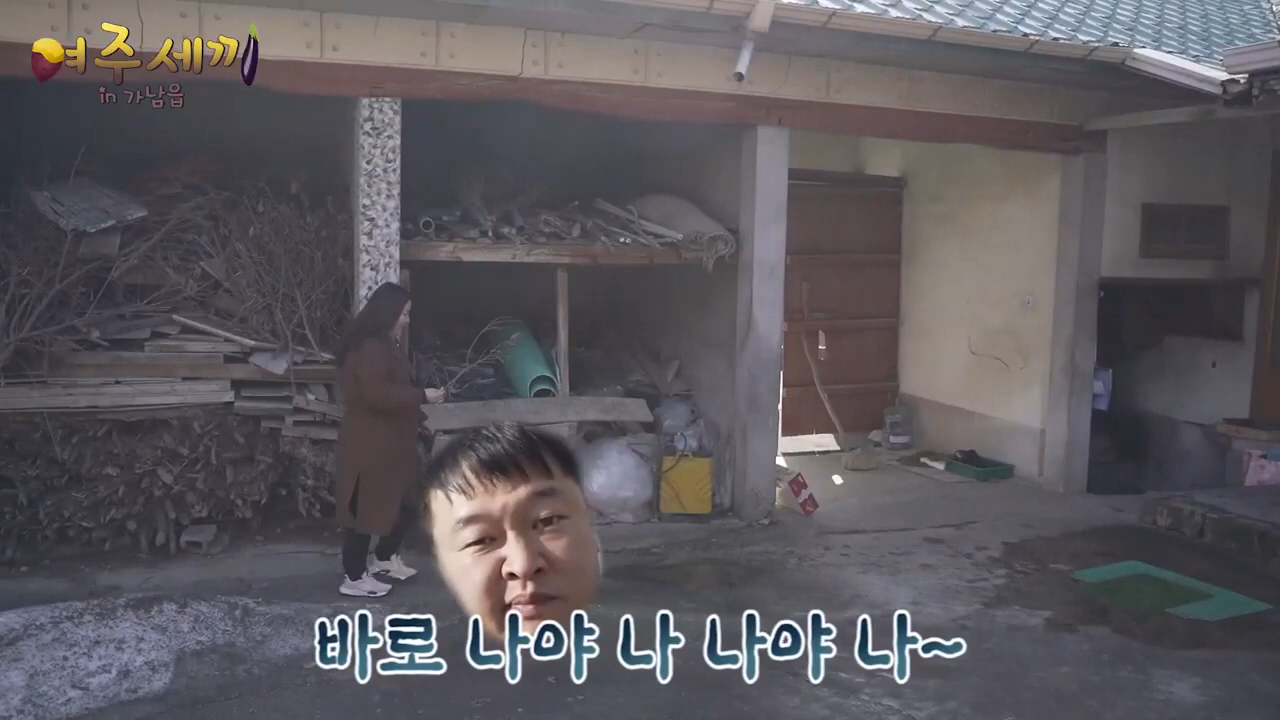 여주세끼
in 가남읍
바로 나야 나 나야 나~